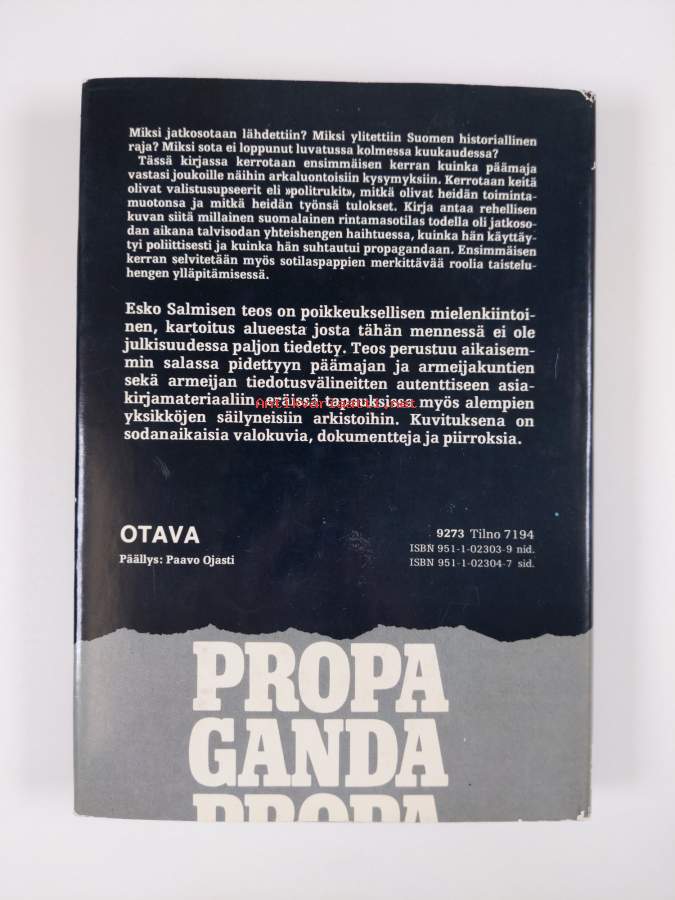 Miksi jatkosotaan lähdettiin? Miksi ylitettiin Suomen historiallinen
raja? Miksi sota ei loppunut luvatussa kolmessa kuukaudessa?
Tässä kirjassa kerrotaan ensimmäisen kerran kuinka päämaja
vastasi joukoille näihin arkaluontoisiin kysymyksiin. Kerrotaan keitä
olivat valistusupseerit eli »politrukit», mitkä olivat heidän toiminta-
muotonsa ja mitkä heidän työnsä tulokset. Kirja antaa rehellisen
kuvan siitä millainen suomalainen rintamasotilas todella oli jatkoso-
dan aikana talvisodan yhteishengen haihtuessa, kuinka hän käyttäy-
tyi poliittisesti ja kuinka hän suhtautui propagandaan. Ensimmäisen
kerran selvitetään myös sotilaspappien merkittävää roolia taistelu-
hengen ylläpitämisessä.
Esko Salmisen teos on poikkeuksellisen mielenkiintoi-
nen, kartoitus alueesta josta tähän mennessä ei ole
julkisuudessa paljon tiedetty. Teos perustuu aikaisem-
min salassa pidettyyn päämajan ja armeijakuntien
sekä armeijan tiedotusvälineitten autenttiseen asia-
kirjamateriaaliin, eräissä tapauksissa myös alempien
yksikköjen säilyneisiin arkistoihin. Kuvituksena on
sodanaikaisia valokuvia, dokumentteja ja piirroksia.
OTAVA
Päällys: Paavo Ojasti
9273 Tilno 7194
ISBN 951-1-02303-9 nid.
ISBN 951-1-02304-7 sid.
PROPA
GANDA
PROPA